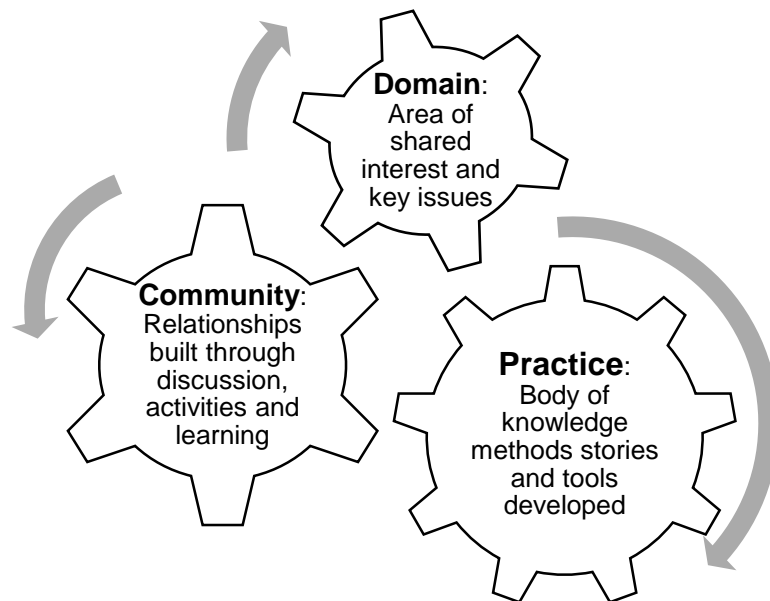 Domain:
Area of
shared
interest and
key issues
Community:
Relationships
built through
discussion,
activities and
learning
Practice:
Body of
knowledge
methods stories
and tools
developed